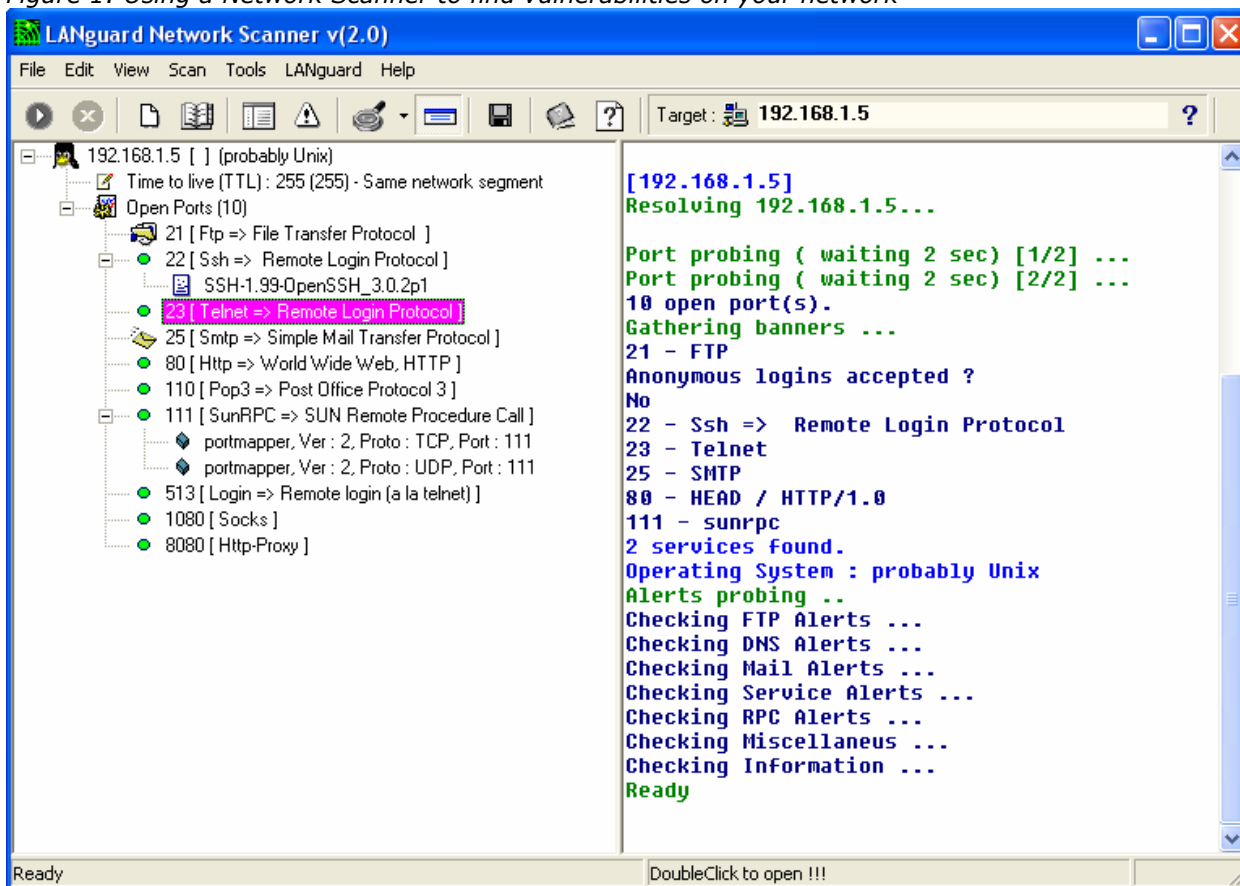 Figure 1: Using a Network Scanner to find vulnerabilities on your network
LANguard Network Scanner v(2.0)
File Edit View Scan Tools LANguard Help
Target : 192.168.1.5 ?
192.168.1.5 [ ] (probably Unix)
Time to live (TTL) : 255 (255) - Same network segment
Open Ports (10)
21 [ Ftp => File Transfer Protocol ]
22 [ Ssh => Remote Login Protocol ]
SSH-1.99-OpenSSH_3.0.2p1
23 [ Telnet => Remote Login Protocol ]
25 [ Smtp => Simple Mail Transfer Protocol ]
80 [ Http => World Wide Web, HTTP ]
110 [ Pop3 => Post Office Protocol 3 ]
111 [ SunRPC => SUN Remote Procedure Call ]
portmapper, Ver : 2, Proto : TCP, Port : 111
portmapper, Ver : 2, Proto : UDP, Port : 111
513 [ Login => Remote login (a la telnet) ]
1080 [ Socks ]
8080 [ Http-Proxy ]
[192.168.1.5]
Resolving 192.168.1.5...
Port probing ( waiting 2 sec) [1/2] ...
Port probing ( waiting 2 sec) [2/2] ...
10 open port(s).
Gathering banners ...
21 - FTP
Anonymous logins accepted ?
No
22 - Ssh => Remote Login Protocol
23 - Telnet
25 - SMTP
80 - HEAD / HTTP/1.0
111 - sunrpc
2 services found.
Operating System : probably Unix
Alerts probing ..
Checking FTP Alerts ...
Checking DNS Alerts ...
Checking Mail Alerts ...
Checking Service Alerts ...
Checking RPC Alerts ...
Checking Miscellaneus ...
Checking Information ...
Ready
Ready
DoubleClick to open !!!